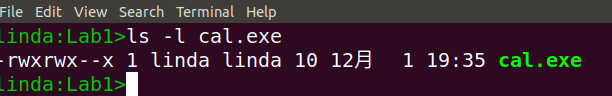 File Edit View Search Terminal Help
linda:Lab1>ls -l cal.exe
-rwxrwx--x 1 linda linda 10 12月  1 19:35 cal.exe
linda:Lab1>